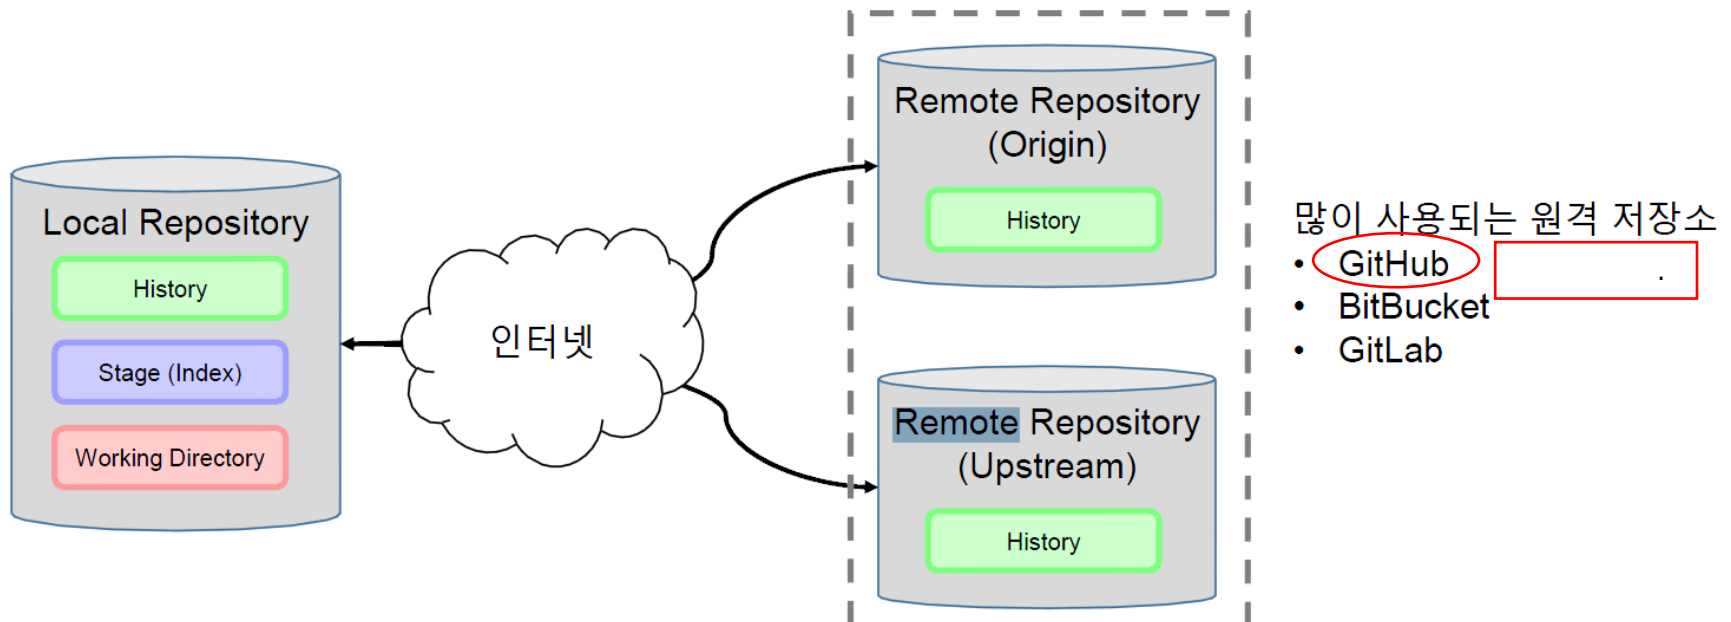 Local Repository
History
Stage (Index)
Working Directory
인터넷
Remote Repository
(Origin)
History
Remote Repository
(Upstream)
History
많이 사용되는 원격 저장소
• GitHub
.
• BitBucket
• GitLab